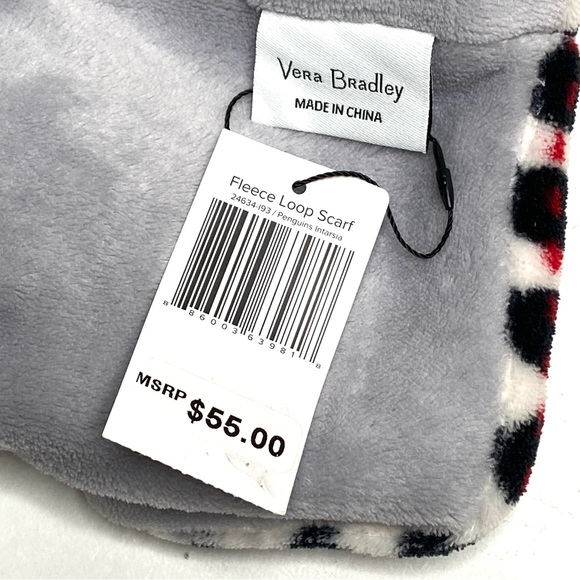 Vera Bradley
MADE IN CHINA
Fleece Loop Scarf
24634-I93 / Penguins Intarsia
8 86003 63981 8
MSRP $55.00